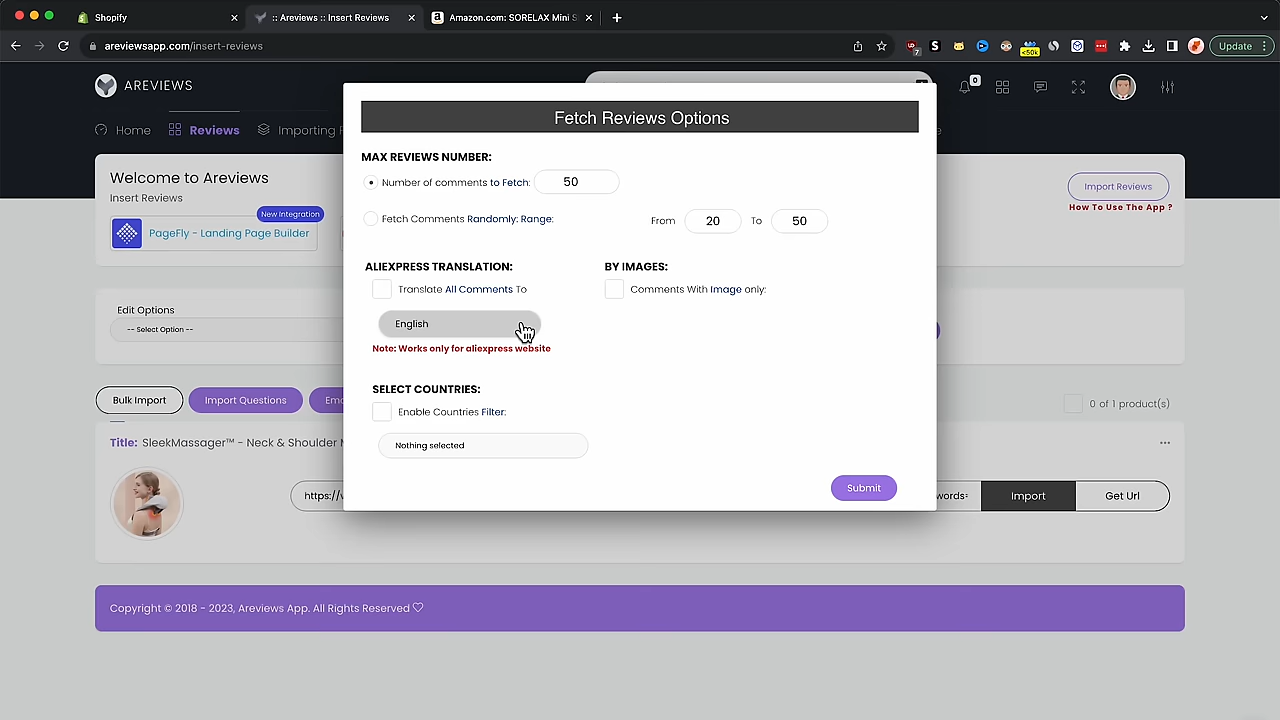 Shopify
:: Areviews :: Insert Reviews
Amazon.com: SORELAX Mini S
areviewsapp.com/insert-reviews
7
<50k
Update
AREVIEWS
0
Home
Reviews
Importing
Fetch Reviews Options
MAX REVIEWS NUMBER:
Number of comments to Fetch: 50
Fetch Comments Randomly: Range: From 20 To 50
ALIEXPRESS TRANSLATION:
BY IMAGES:
Translate All Comments To
Comments With Image only:
English
Note: Works only for aliexpress website
SELECT COUNTRIES:
Enable Countries Filter:
Nothing selected
Submit
Welcome to Areviews
Insert Reviews
New Integration
PageFly - Landing Page Builder
Import Reviews
How To Use The App ?
Edit Options
-- Select Option --
Bulk Import
Import Questions
0 of 1 product(s)
Title: SleekMassager™ - Neck & Shoulder
https://
words=
Import
Get Url
Copyright © 2018 - 2023, Areviews App. All Rights Reserved